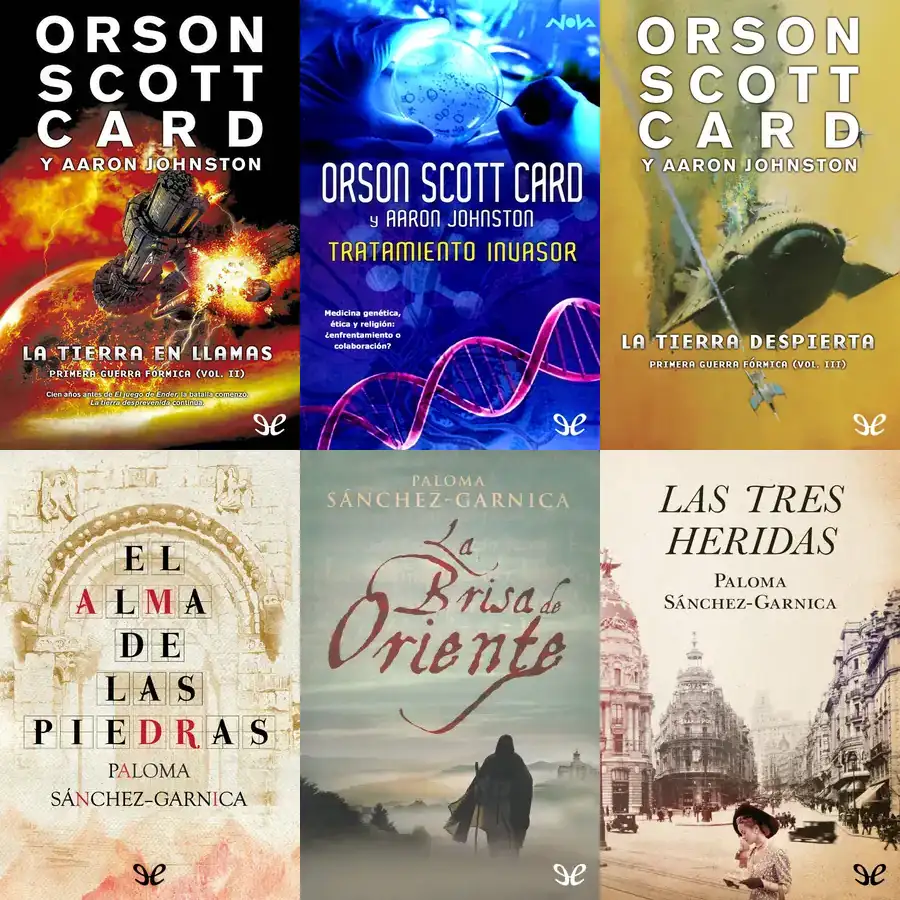 ORSON
SCOTT
CARD
Y AARON JOHNSTON
LA TIERRA EN LLAMAS
PRIMERA GUERRA FÓRMICA (VOL. II)
Cien años antes de El juego de Ender, la batalla comenzó.
La tierra desprevenida continúa.
NOVA
ORSON SCOTT CARD
y AARON JOHNSTON
TRATAMIENTO INVASOR
Medicina genética,
ética y religión:
¿enfrentamiento o
colaboración?
ORSON
SCOTT
CARD
Y AARON JOHNSTON
LA TIERRA DESPIERTA
PRIMERA GUERRA FÓRMICA (VOL. III)
EL
ALMA
DE
LAS
PIEDRAS
PALOMA
SÁNCHEZ-GARNICA
PALOMA
SÁNCHEZ-GARNICA
La
Brisa de
Oriente
LAS TRES
HERIDAS
PALOMA
SÁNCHEZ-GARNICA